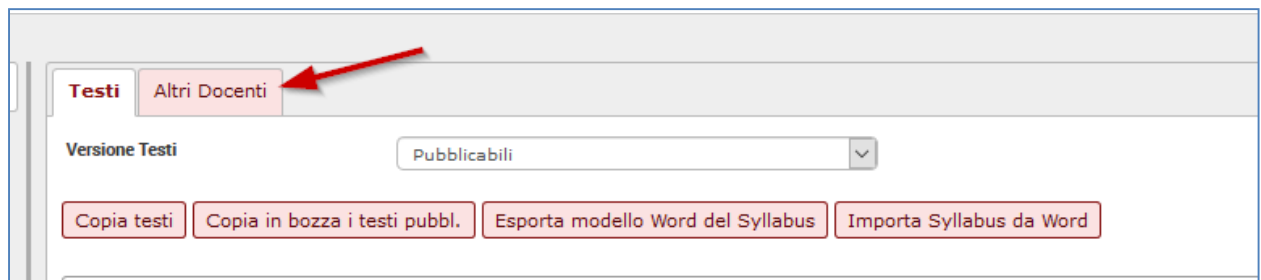 Testi Altri Docenti
Versione Testi Pubblicabili
Copia testi Copia in bozza i testi pubbl. Esporta modello Word del Syllabus Importa Syllabus da Word